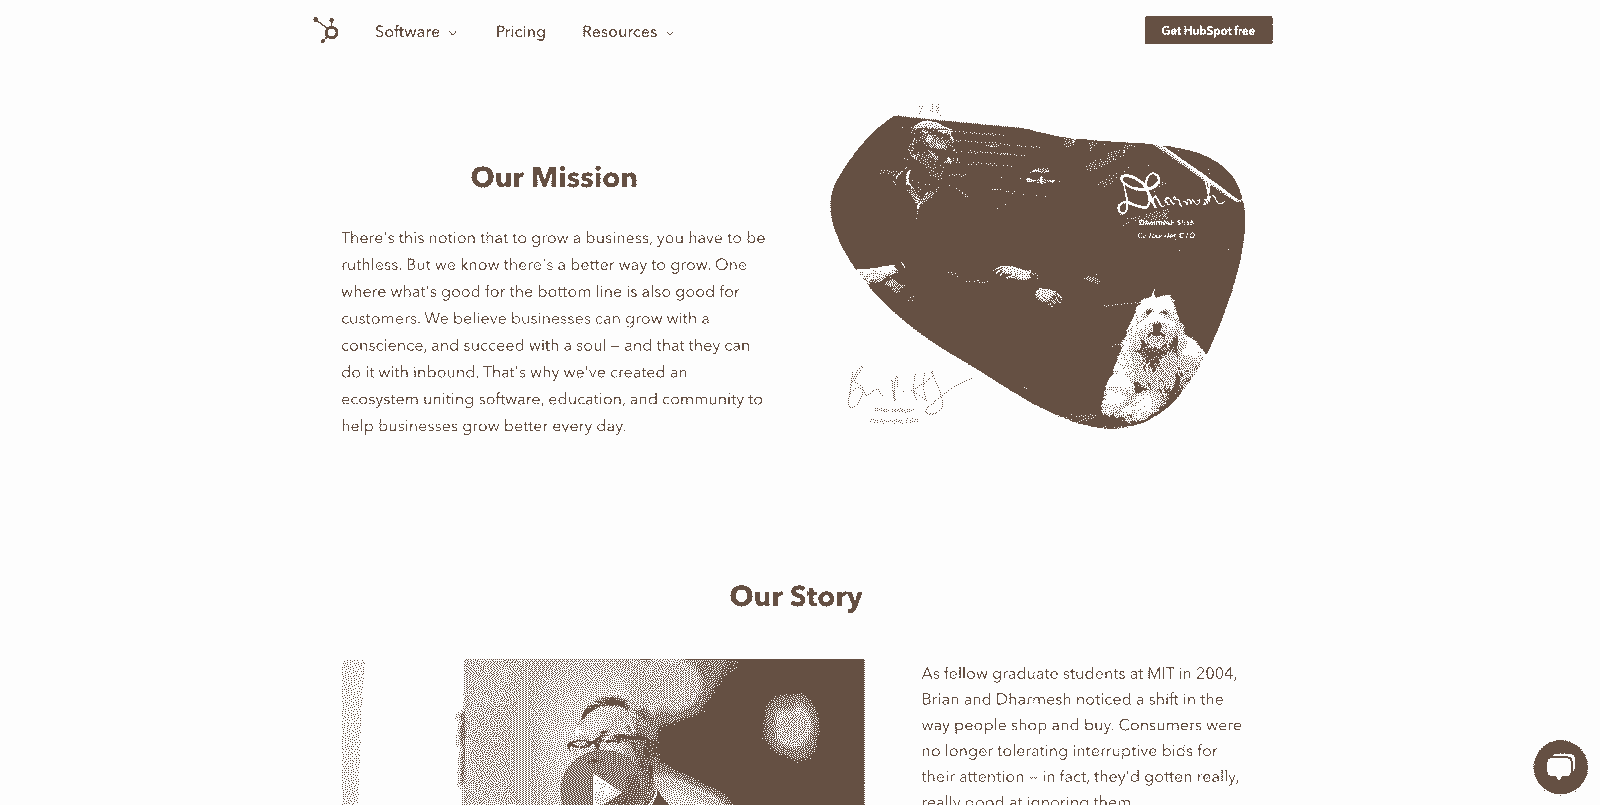 Software
Pricing
Resources
Get HubSpot free
Our Mission
There's this notion that to grow a business, you have to be
ruthless. But we know there's a better way to grow. One
where what's good for the bottom line is also good for
customers. We believe businesses can grow with a
conscience, and succeed with a soul – and that they can
do it with inbound. That's why we've created an
ecosystem uniting software, education, and community to
help businesses grow better every day.
Dharmesh
Our Story
As fellow graduate students at MIT in 2004,
Brian and Dharmesh noticed a shift in the
way people shop and buy. Consumers were
no longer tolerating interruptive bids for
their attention -- in fact, they'd gotten really,
really good at ignoring them.